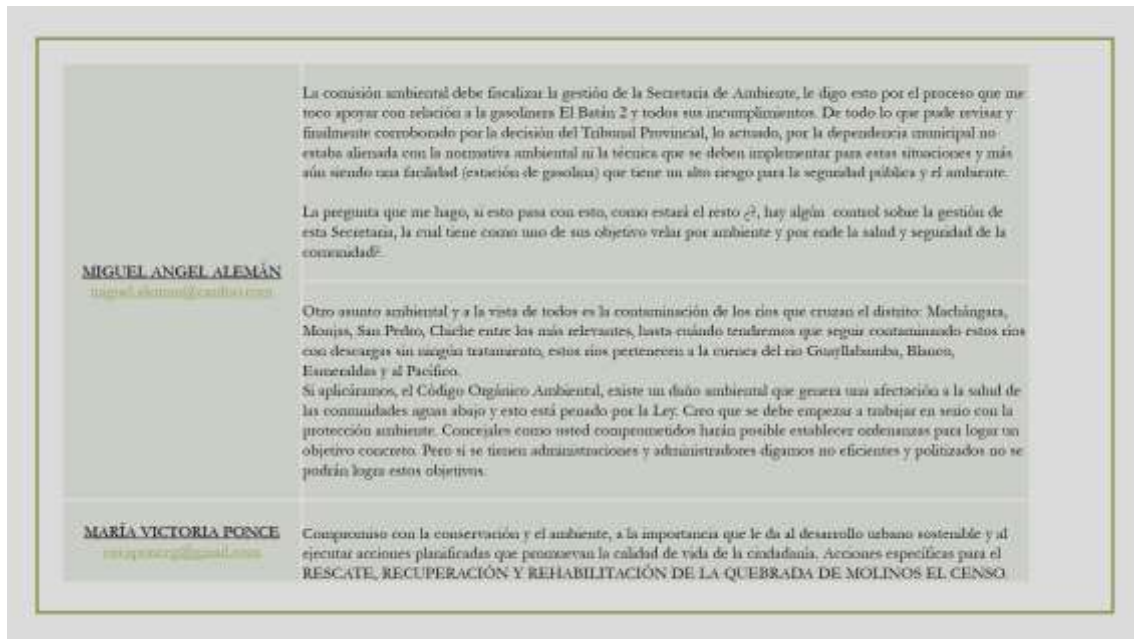 La comisión ambiental debe fiscalizar la gestión de la Secretaria de Ambiente, le digo esto por el proceso que me
toco apoyar con relación a la gasolinera El Batán 2 y todos sus incumplimientos. De todo lo que pude revisar y
finalmente corroborado por la decisión del Tribunal Provincial, lo actuado, por la dependencia municipal no
estaba alienada con la normativa ambiental ni la técnica que se deben implementar para estas situaciones y más
aún siendo una facilidad (estación de gasolina) que tiene un alto riesgo para la seguridad pública y el ambiente.
La pregunta que me hago, si esto pasa con esto, como estará el resto ¿?, hay algún control sobre la gestión de
esta Secretaria, la cual tiene como uno de sus objetivo velar por ambiente y por ende la salud y seguridad de la
comunidad?
MIGUEL ANGEL ALEMÁN
Otro asunto ambiental y a la vista de todos es la contaminación de los ríos que cruzan el distrito: Machángara,
Monjas, San Pedro, Chiche entre los más relevantes, hasta cuándo tendremos que seguir contaminando estos ríos
con descargas sin ningún tratamiento, estos ríos pertenecen a la cuenca del rio Guayllabamba, Blanco,
Esmeraldas y al Pacífico.
Si aplicáramos, el Código Orgánico Ambiental, existe un daño ambiental que genera una afectación a la salud de
las comunidades aguas abajo y esto está penado por la Ley. Creo que se debe empezar a trabajar en serio con la
protección ambiente. Concejales como usted comprometidos harán posible establecer ordenanzas para logar un
objetivo concreto. Pero si se tienen administraciones y administradores digamos no eficientes y politizados no se
podrán logra estos objetivos.
MARÍA VICTORIA PONCE
Compromiso con la conservación y el ambiente, a la importancia que le da al desarrollo urbano sostenible y al
ejecutar acciones planificadas que promuevan la calidad de vida de la ciudadanía. Acciones específicas para el
RESCATE, RECUPERACIÓN Y REHABILITACIÓN DE LA QUEBRADA DE MOLINOS EL CENSO